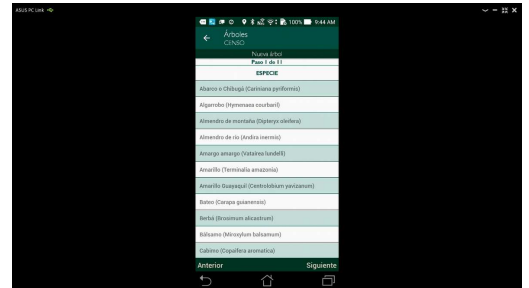 ASUS PC Link
100% 9:44 AM
Árboles
CENSO
Nueva árbol
Paso 1 de 11
ESPECIE
Abarco o Chibugá (Cariniana pyriformis)
Algarrobo (Hymenaea courbaril)
Almendro de montaña (Dipteryx oleifera)
Almendro de río (Andira inermis)
Amargo amargo (Vatairea lundelli)
Amarillo (Terminalia amazonia)
Amarillo Guayaquil (Centrolobium yavizanum)
Bateo (Carapa guianensis)
Berbá (Brosimum alicastrum)
Bálsamo (Miroxylum balsamum)
Cabimo (Copaifera aromatica)
Anterior Siguiente